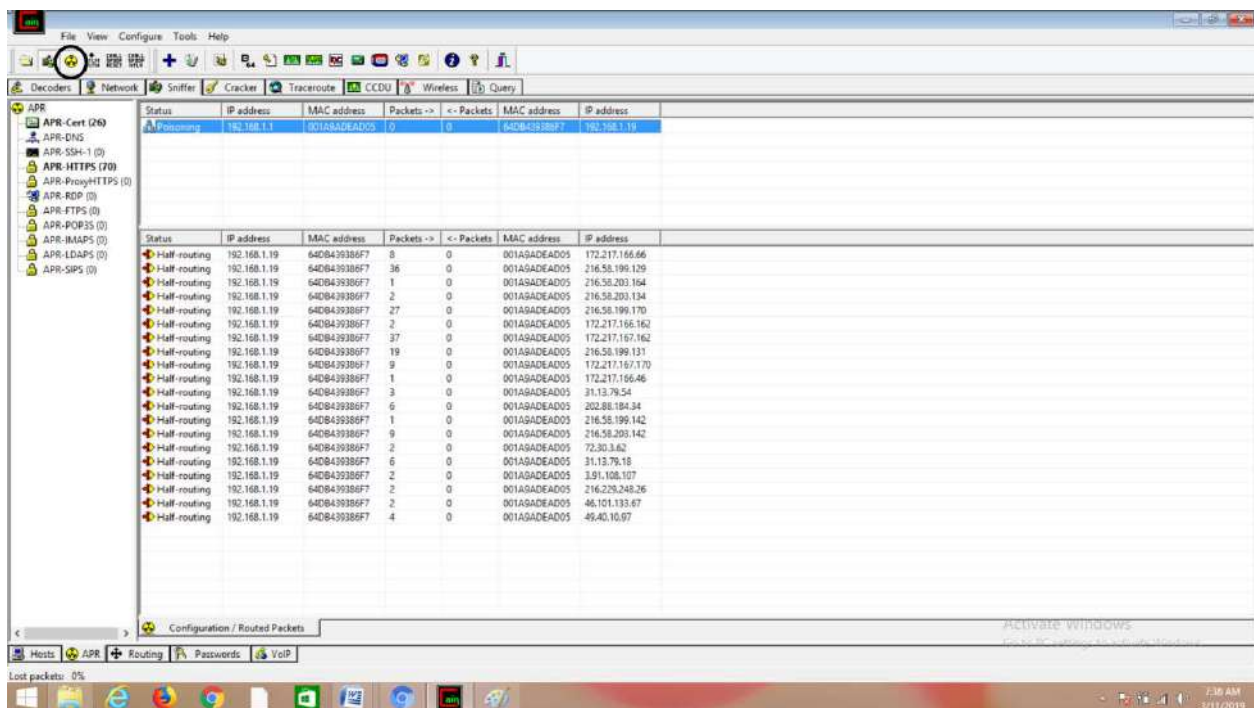 Cain
File View Configure Tools Help
Decoders Network Sniffer Cracker Traceroute CCDU Wireless Query
APR
APR-Cert (26)
APR-DNS
APR-SSH-1 (0)
APR-HTTPS (70)
APR-ProxyHTTPS (0)
APR-RDP (0)
APR-FTPS (0)
APR-POP3S (0)
APR-IMAPS (0)
APR-LDAPS (0)
APR-SIPS (0)
Status IP address MAC address Packets -> <- Packets MAC address IP address
Poisoning 192.168.1.1 001A9ADEAD05 0 0 64DB439386F7 192.168.1.19
Status IP address MAC address Packets -> <- Packets MAC address IP address
Half-routing 192.168.1.19 64DB439386F7 8 0 001A9ADEAD05 172.217.166.66
Half-routing 192.168.1.19 64DB439386F7 36 0 001A9ADEAD05 216.58.199.129
Half-routing 192.168.1.19 64DB439386F7 1 0 001A9ADEAD05 216.58.203.164
Half-routing 192.168.1.19 64DB439386F7 2 0 001A9ADEAD05 216.58.203.134
Half-routing 192.168.1.19 64DB439386F7 27 0 001A9ADEAD05 216.58.199.170
Half-routing 192.168.1.19 64DB439386F7 2 0 001A9ADEAD05 172.217.166.162
Half-routing 192.168.1.19 64DB439386F7 37 0 001A9ADEAD05 172.217.167.162
Half-routing 192.168.1.19 64DB439386F7 19 0 001A9ADEAD05 216.58.199.131
Half-routing 192.168.1.19 64DB439386F7 9 0 001A9ADEAD05 172.217.167.170
Half-routing 192.168.1.19 64DB439386F7 1 0 001A9ADEAD05 172.217.166.46
Half-routing 192.168.1.19 64DB439386F7 3 0 001A9ADEAD05 31.13.79.54
Half-routing 192.168.1.19 64DB439386F7 6 0 001A9ADEAD05 202.88.184.34
Half-routing 192.168.1.19 64DB439386F7 1 0 001A9ADEAD05 216.58.199.142
Half-routing 192.168.1.19 64DB439386F7 9 0 001A9ADEAD05 216.58.203.142
Half-routing 192.168.1.19 64DB439386F7 2 0 001A9ADEAD05 72.30.3.62
Half-routing 192.168.1.19 64DB439386F7 6 0 001A9ADEAD05 31.13.79.18
Half-routing 192.168.1.19 64DB439386F7 2 0 001A9ADEAD05 3.91.108.107
Half-routing 192.168.1.19 64DB439386F7 2 0 001A9ADEAD05 216.229.248.26
Half-routing 192.168.1.19 64DB439386F7 2 0 001A9ADEAD05 46.101.133.67
Half-routing 192.168.1.19 64DB439386F7 4 0 001A9ADEAD05 49.40.10.97
Configuration / Routed Packets
Activate Windows
Go to PC settings to activate Windows.
Hosts APR Routing Passwords VoIP
Lost packets: 0%
7:38 AM
3/11/2019